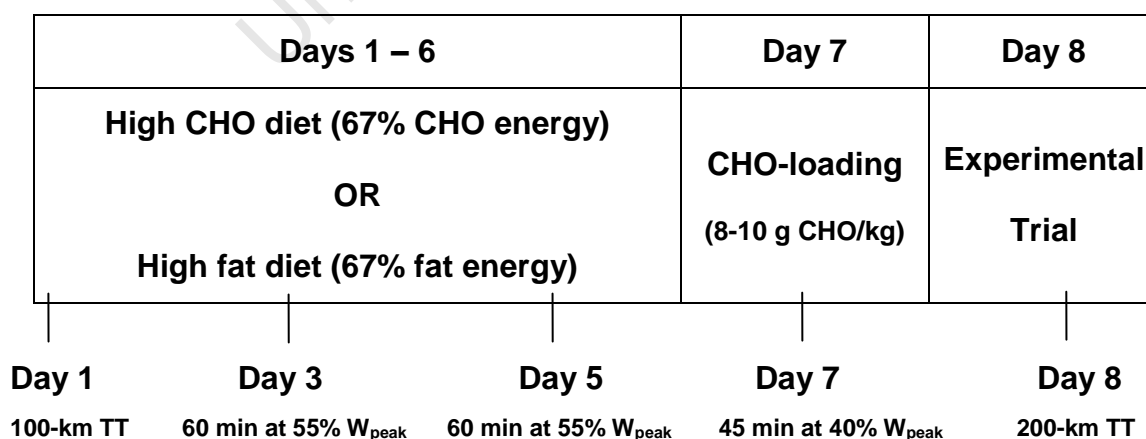 Days 1 – 6 Day 7 Day 8
High CHO diet (67% CHO energy)
OR
High fat diet (67% fat energy)
CHO-loading
(8-10 g CHO/kg)
Experimental
Trial
Day 1 Day 3 Day 5 Day 7 Day 8
100-km TT 60 min at 55% Wpeak 60 min at 55% Wpeak 45 min at 40% Wpeak 200-km TT